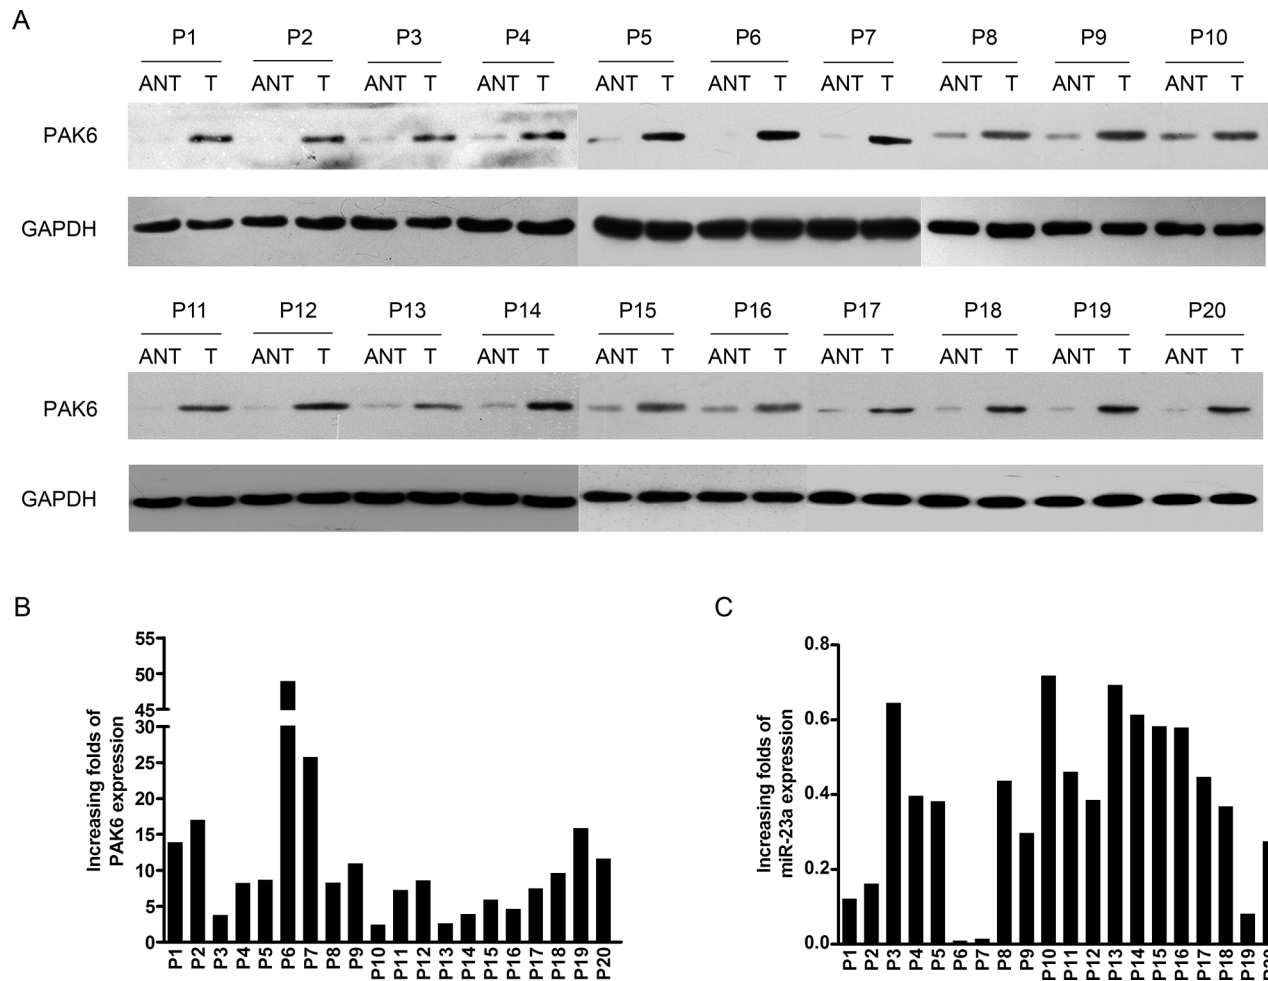 A
P1 P2 P3 P4 P5 P6 P7 P8 P9 P10
ANT T ANT T ANT T ANT T ANT T ANT T ANT T ANT T ANT T ANT T
PAK6
GAPDH
P11 P12 P13 P14 P15 P16 P17 P18 P19 P20
ANT T ANT T ANT T ANT T ANT T ANT T ANT T ANT T ANT T ANT T
PAK6
GAPDH
B
Increasing folds of
PAK6 expression
55
50
45
30
25
20
15
10
5
0
P1 P2 P3 P4 P5 P6 P7 P8 P9 P10 P11 P12 P13 P14 P15 P16 P17 P18 P19 P20
C
Increasing folds of
miR-23a expression
0.8
0.6
0.4
0.2
0.0
P1 P2 P3 P4 P5 P6 P7 P8 P9 P10 P11 P12 P13 P14 P15 P16 P17 P18 P19